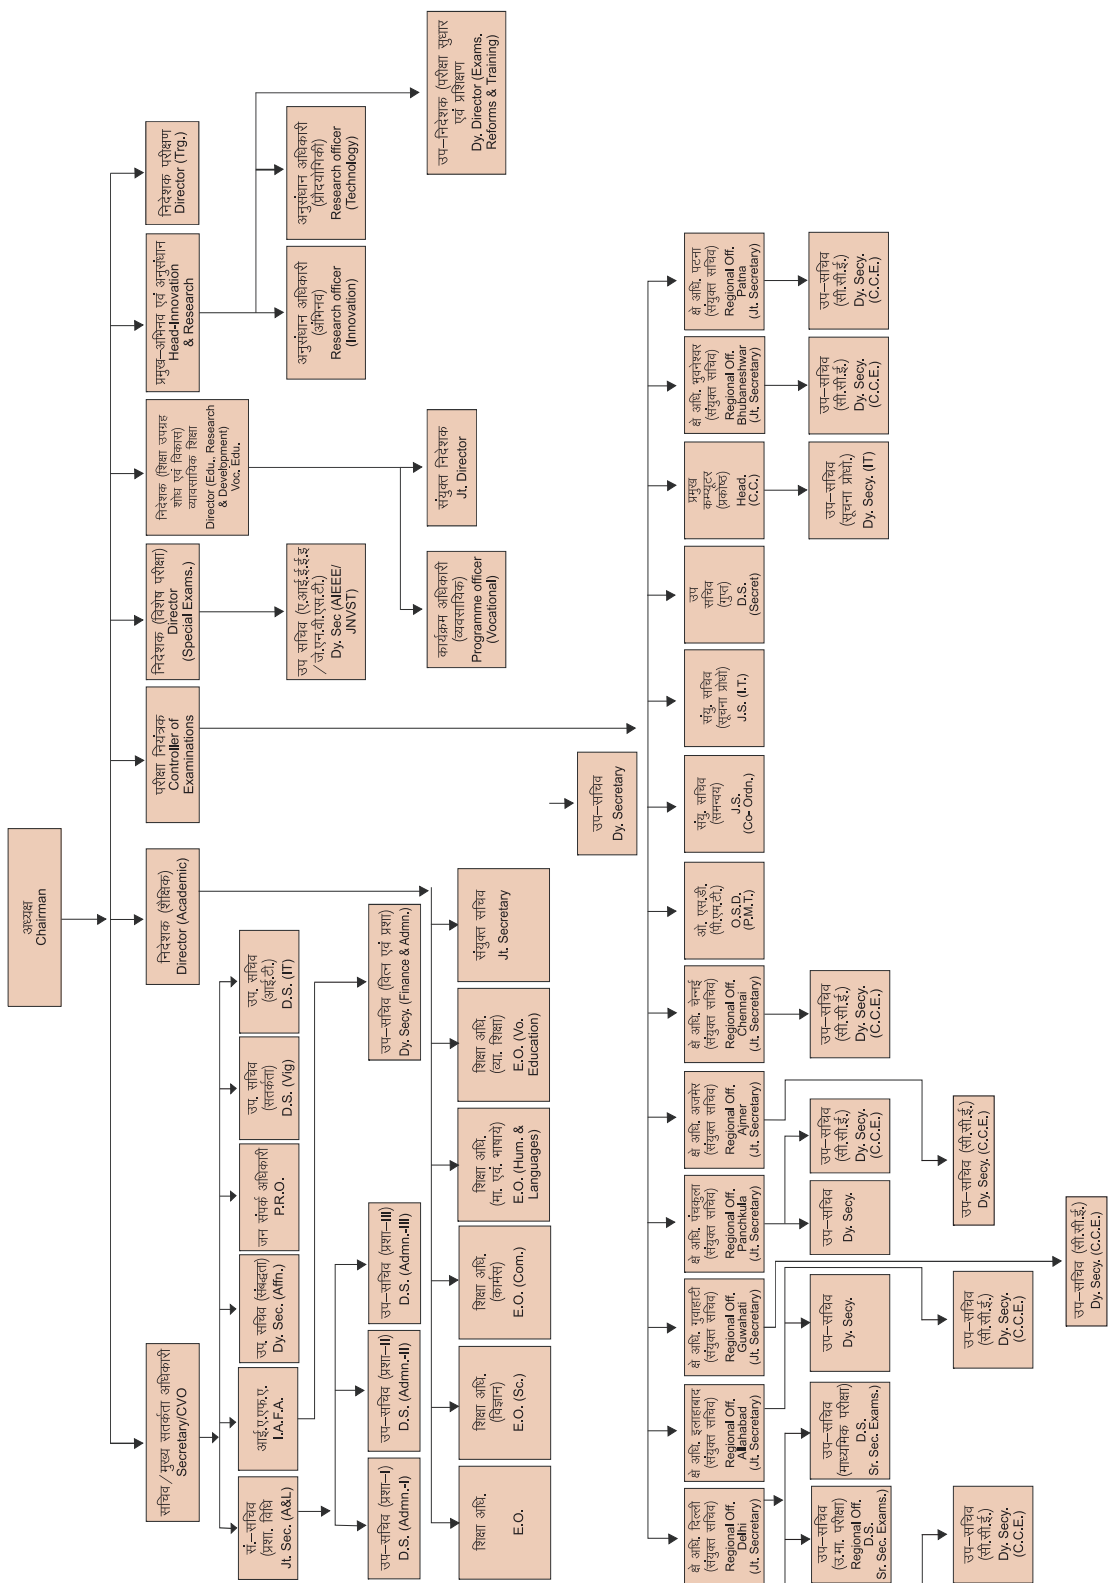 अध्यक्ष
Chairman
सचिव/मुख्य सतर्कता अधिकारी
Secretary/CVO
निदेशक (शैक्षिक)
Director (Academic)
परीक्षा नियंत्रक
Controller of
Examinations
निदेशक (विशेष परीक्षा)
Director
(Special Exams.)
निदेशक (शिक्षा उपग्रह
शोध एवं विकास)
व्यावसायिक शिक्षा
Director (Edu., Research
& Development)
Voc. Edu.
प्रमुख–अभिनव एवं अनुसंधान
Head-Innovation
& Research
निदेशक परीक्षण
Director (Trg.)
सं.–सचिव
(प्रशा. विधि
Jt. Sec. (A&L)
आई.ए.एफ.ए.
I.A.F.A.
उप. सचिव (संबद्धता)
Dy. Sec. (Affn.)
जन संपर्क अधिकारी
P.R.O.
उप. सचिव
(सतर्कता)
D.S. (Vig)
उप. सचिव
(आई.टी.)
D.S. (IT)
उप सचिव (ए.आई.ई.ई.इ
/जे.एन.वी.एस.टी.)
Dy. Sec (AIEEE/
JNVST)
अनुसंधान अधिकारी
(अभिनव)
Research officer
(Innovation)
अनुसंधान अधिकारी
(प्रौदयोगिकी)
Research officer
(Technology)
उप–सचिव (प्रशा–I)
D.S. (Admn.-I)
उप–सचिव (प्रशा–II)
D.S. (Admn.-II)
उप–सचिव (प्रशा–III)
D.S. (Admn.-III)
उप–सचिव (वित्न एवं प्रशा)
Dy. Secy. (Finance & Admn.)
कार्यक्रम अधिकारी
(व्यवसायिक)
Programme officer
(Vocational)
संयुक्त निदेशक
Jt. Director
उप–निदेशक (परीक्षा सुधार
एवं प्रशिक्षण
Dy. Director (Exams.
Reforms & Training)
शिक्षा अधि.
E.O.
शिक्षा अधि.
(विज्ञान)
E.O. (Sc.)
शिक्षा अधि.
(कार्मस)
E.O. (Com.)
शिक्षा अधि.
(मा. एवं. भाषाये)
E.O. (Hum. &
Languages)
शिक्षा अधि.
(व्या. शिक्षा)
E.O. (Vo.
Education)
संयुक्त सचिव
Jt. Secretary
उप–सचिव
Dy. Secretary
क्षे अधि. दिल्ली
(संयुक्त सचिव)
Regional Off.
Delhi
(Jt. Secretary)
क्षे अधि. इलाहाबाद
(संयुक्त सचिव)
Regional Off.
Allahabad
(Jt. Secretary)
क्षे अधि. गुवाहाटी
(संयुक्त सचिव)
Regional Off.
Guwahati
(Jt. Secretary)
क्षे अधि. पंचकूला
(संयुक्त सचिव)
Regional Off.
Panchkula
(Jt. Secretary)
क्षे अधि. अजमेर
(संयुक्त सचिव)
Regional Off.
Ajmer
(Jt. Secretary)
क्षे अधि. चेन्नई
(संयुक्त सचिव)
Regional Off.
Chennai
(Jt. Secretary)
ओ. एस.डी.
(पी.एम.टी.)
O.S.D.
(P.M.T.)
संयु. सचिव
(समन्वय)
J.S.
(Co- Ordn.)
संयु. सचिव
(सूचना प्रोघो)
J.S. (I.T.)
उप
सचिव
(गुप्त)
D.S.
(Secret)
प्रमुख
कम्प्यूटर
(प्रकोष्ठ)
Head.
(C.C.)
क्षे अधि. भुवनेश्वर
(संयुक्त सचिव)
Regional Off.
Bhubaneshwar
(Jt. Secretary)
क्षे अधि. पटना
(संयुक्त सचिव)
Regional Off.
Patna
(Jt. Secretary)
उप–सचिव
(उ.मा. परीक्षा)
Regional Off.
D.S.
Sr. Sec. Exams.)
उप–सचिव
(माध्यमिक परीक्षा)
D.S.
Sr. Sec. Exams.)
उप–सचिव
Dy. Secy.
उप–सचिव
Dy. Secy.
उप–सचिव
(सी.सी.ई.)
Dy. Secy.
(C.C.E.)
उप–सचिव
(सी.सी.ई.)
Dy. Secy.
(C.C.E.)
उप–सचिव
(सूचना प्रोघो.)
Dy. Secy. (IT)
उप–सचिव
(सी.सी.ई.)
Dy. Secy.
(C.C.E.)
उप–सचिव
(सी.सी.ई.)
Dy. Secy.
(C.C.E.)
उप–सचिव
(सी.सी.ई.)
Dy. Secy.
(C.C.E.)
उप–सचिव
(सी.सी.ई.)
Dy. Secy.
(C.C.E.)
उप–सचिव (सी.सी.ई.)
Dy. Secy. (C.C.E.)
उप–सचिव (सी.सी.ई.)
Dy. Secy. (C.C.E.)